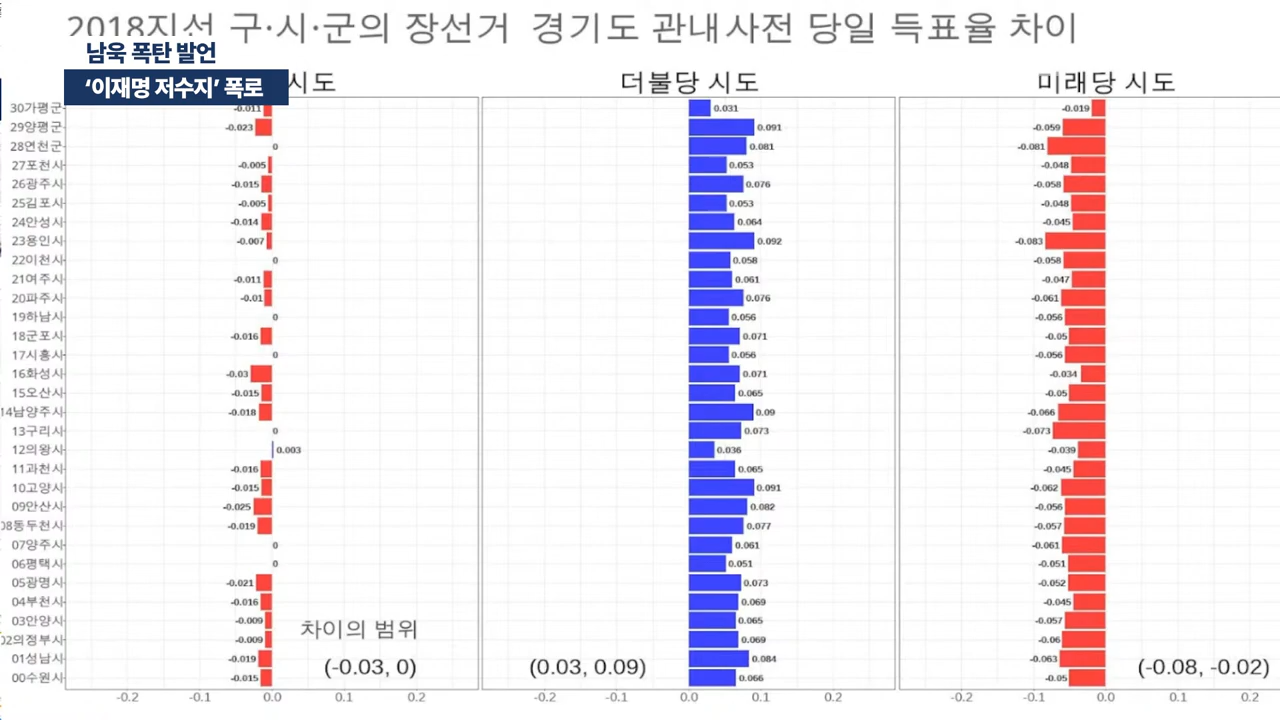 2018지선 구·시·군의 장선거 경기도 관내사전 당일 득표율 차이
남욱 폭탄 발언
‘이재명 저수지’ 폭로
시도
더불당 시도
미래당 시도
30가평군 -0.011 0.031 -0.019
29양평군 -0.023 0.091 -0.059
28연천군 0 0.081 -0.081
27포천시 -0.005 0.053 -0.048
26광주시 -0.015 0.076 -0.058
25김포시 -0.005 0.053 -0.048
24안성시 -0.014 0.064 -0.045
23용인시 -0.007 0.092 -0.083
22이천시 0 0.058 -0.058
21여주시 -0.011 0.061 -0.047
20파주시 -0.01 0.076 -0.061
19하남시 0 0.056 -0.056
18군포시 -0.016 0.071 -0.05
17시흥시 0 0.056 -0.056
16화성시 -0.03 0.071 -0.034
15오산시 -0.015 0.065 -0.05
14남양주시 -0.018 0.09 -0.066
13구리시 0 0.073 -0.073
12의왕시 0.003 0.036 -0.039
11과천시 -0.016 0.065 -0.045
10고양시 -0.015 0.091 -0.062
09안산시 -0.025 0.082 -0.056
08동두천시 -0.019 0.077 -0.057
07양주시 0 0.061 -0.061
06평택시 0 0.051 -0.051
05광명시 -0.021 0.073 -0.052
04부천시 -0.016 0.069 -0.045
03안양시 -0.009 0.065 -0.057
02의정부시 -0.009 0.069 -0.06
01성남시 -0.019 0.084 -0.063
00수원시 -0.015 0.066 -0.05
차이의 범위
(-0.03, 0) (0.03, 0.09) (-0.08, -0.02)
-0.2 -0.1 0.0 0.1 0.2 -0.2 -0.1 0.0 0.1 0.2 -0.2 -0.1 0.0 0.1 0.2